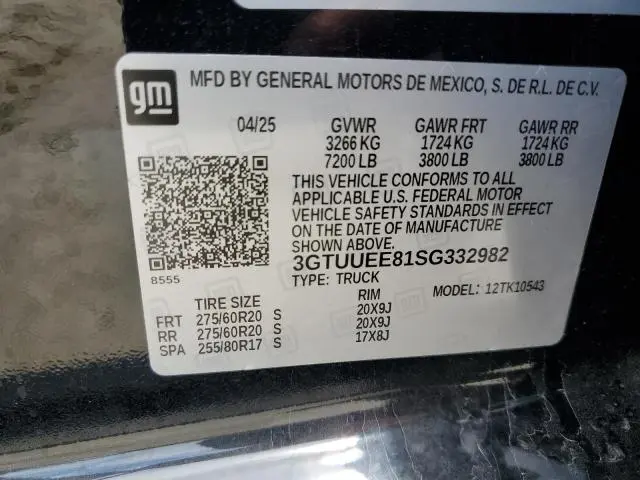 gm
MFD BY GENERAL MOTORS DE MEXICO, S. DE R.L. DE C.V.
04/25 GVWR GAWR FRT GAWR RR
3266 KG 1724 KG 1724 KG
7200 LB 3800 LB 3800 LB
THIS VEHICLE CONFORMS TO ALL
APPLICABLE U.S. FEDERAL MOTOR
VEHICLE SAFETY STANDARDS IN EFFECT
ON THE DATE OF MANUFACTURE
SHOWN ABOVE.
3GTUUEE81SG332982
8555 TYPE: TRUCK MODEL: 12TK10543
TIRE SIZE RIM
FRT 275/60R20 S 20X9J
RR 275/60R20 S 20X9J
SPA 255/80R17 S 17X8J